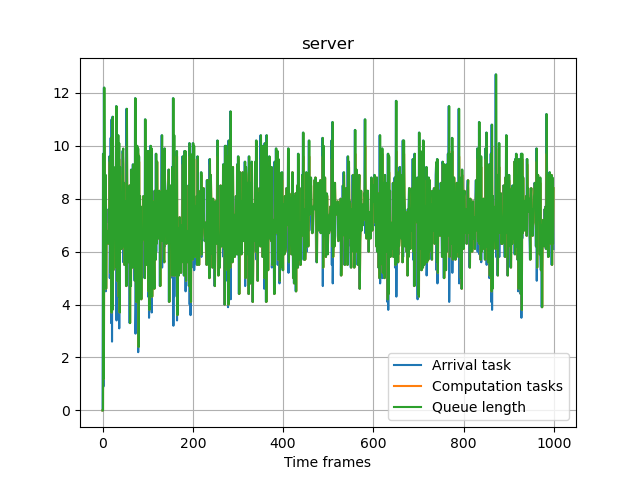 server
12
10
8
6
4
2
0
Arrival task
Computation tasks
Queue length
0 200 400 600 800 1000
Time frames